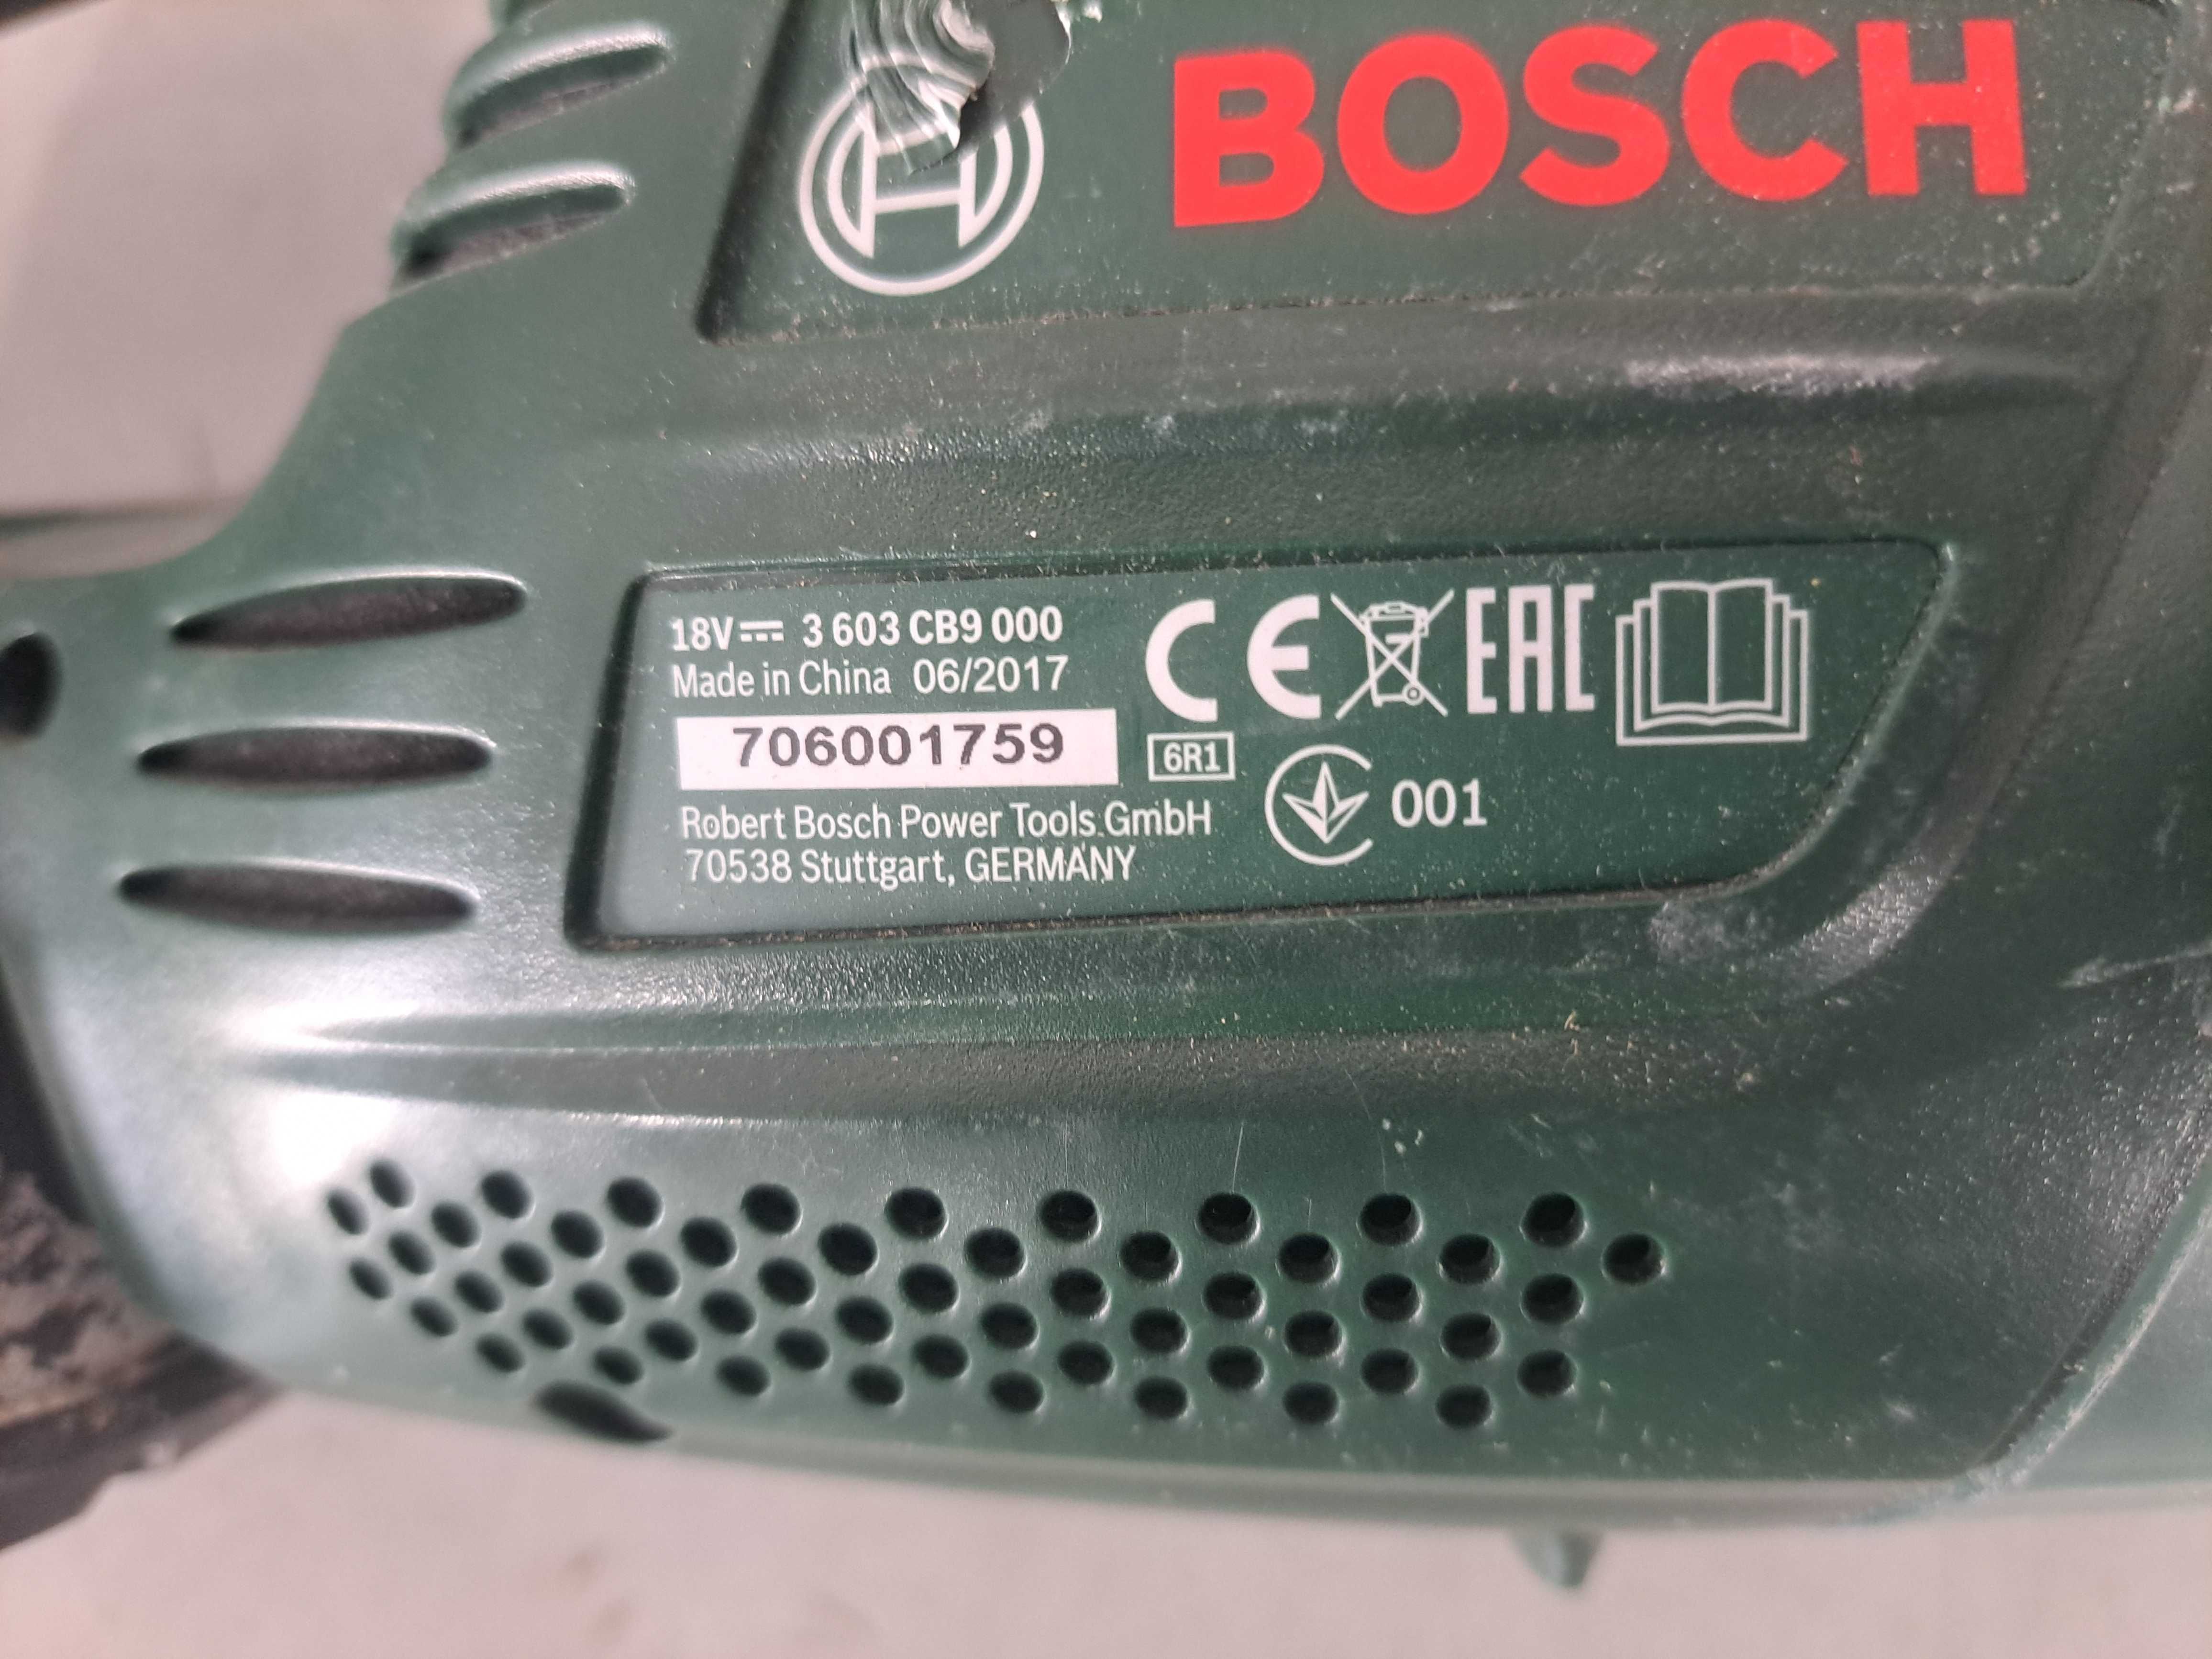 BOSCH
18V 3 603 CB9 000
Made in China 06/2017
706001759
Robert Bosch Power Tools GmbH
70538 Stuttgart, GERMANY
CE EAC
6R1
001